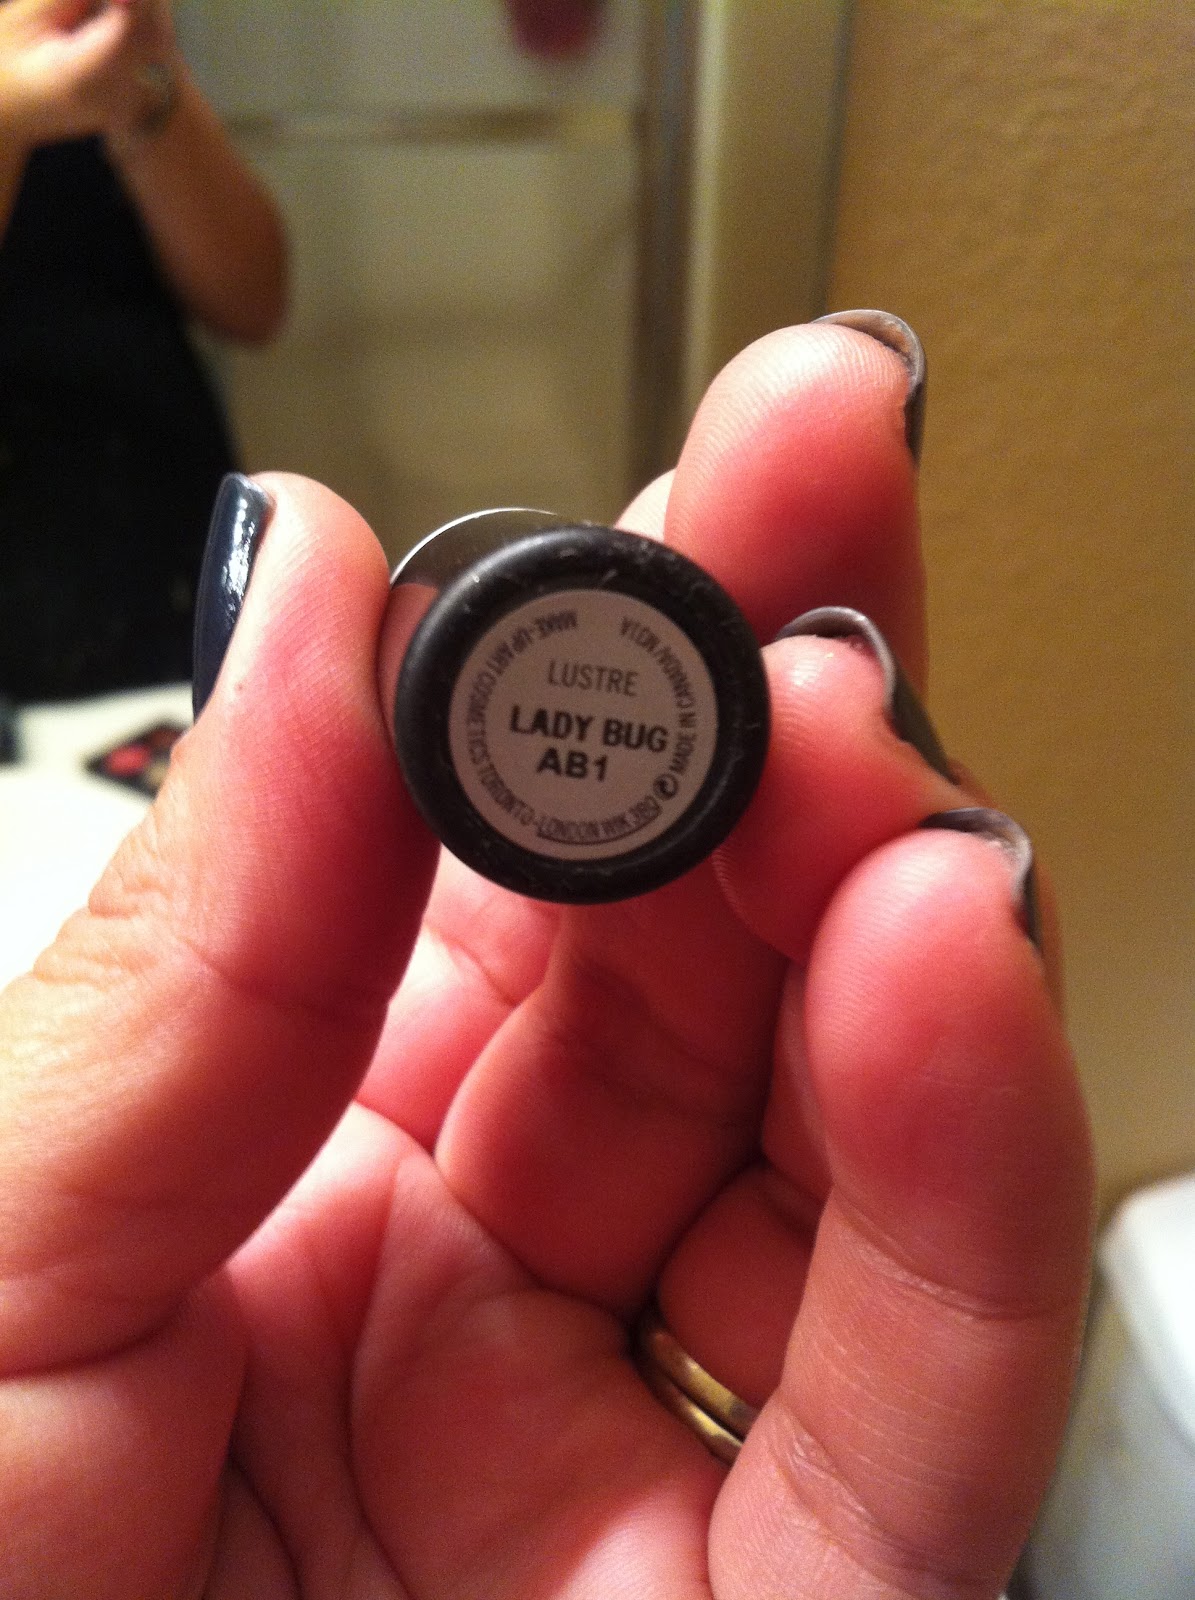 LUSTRE
LADY BUG
AB1
MAKE-UP ART COSMETICS TORONTO-LONDON W1K 3BQ
MADE IN CANADA